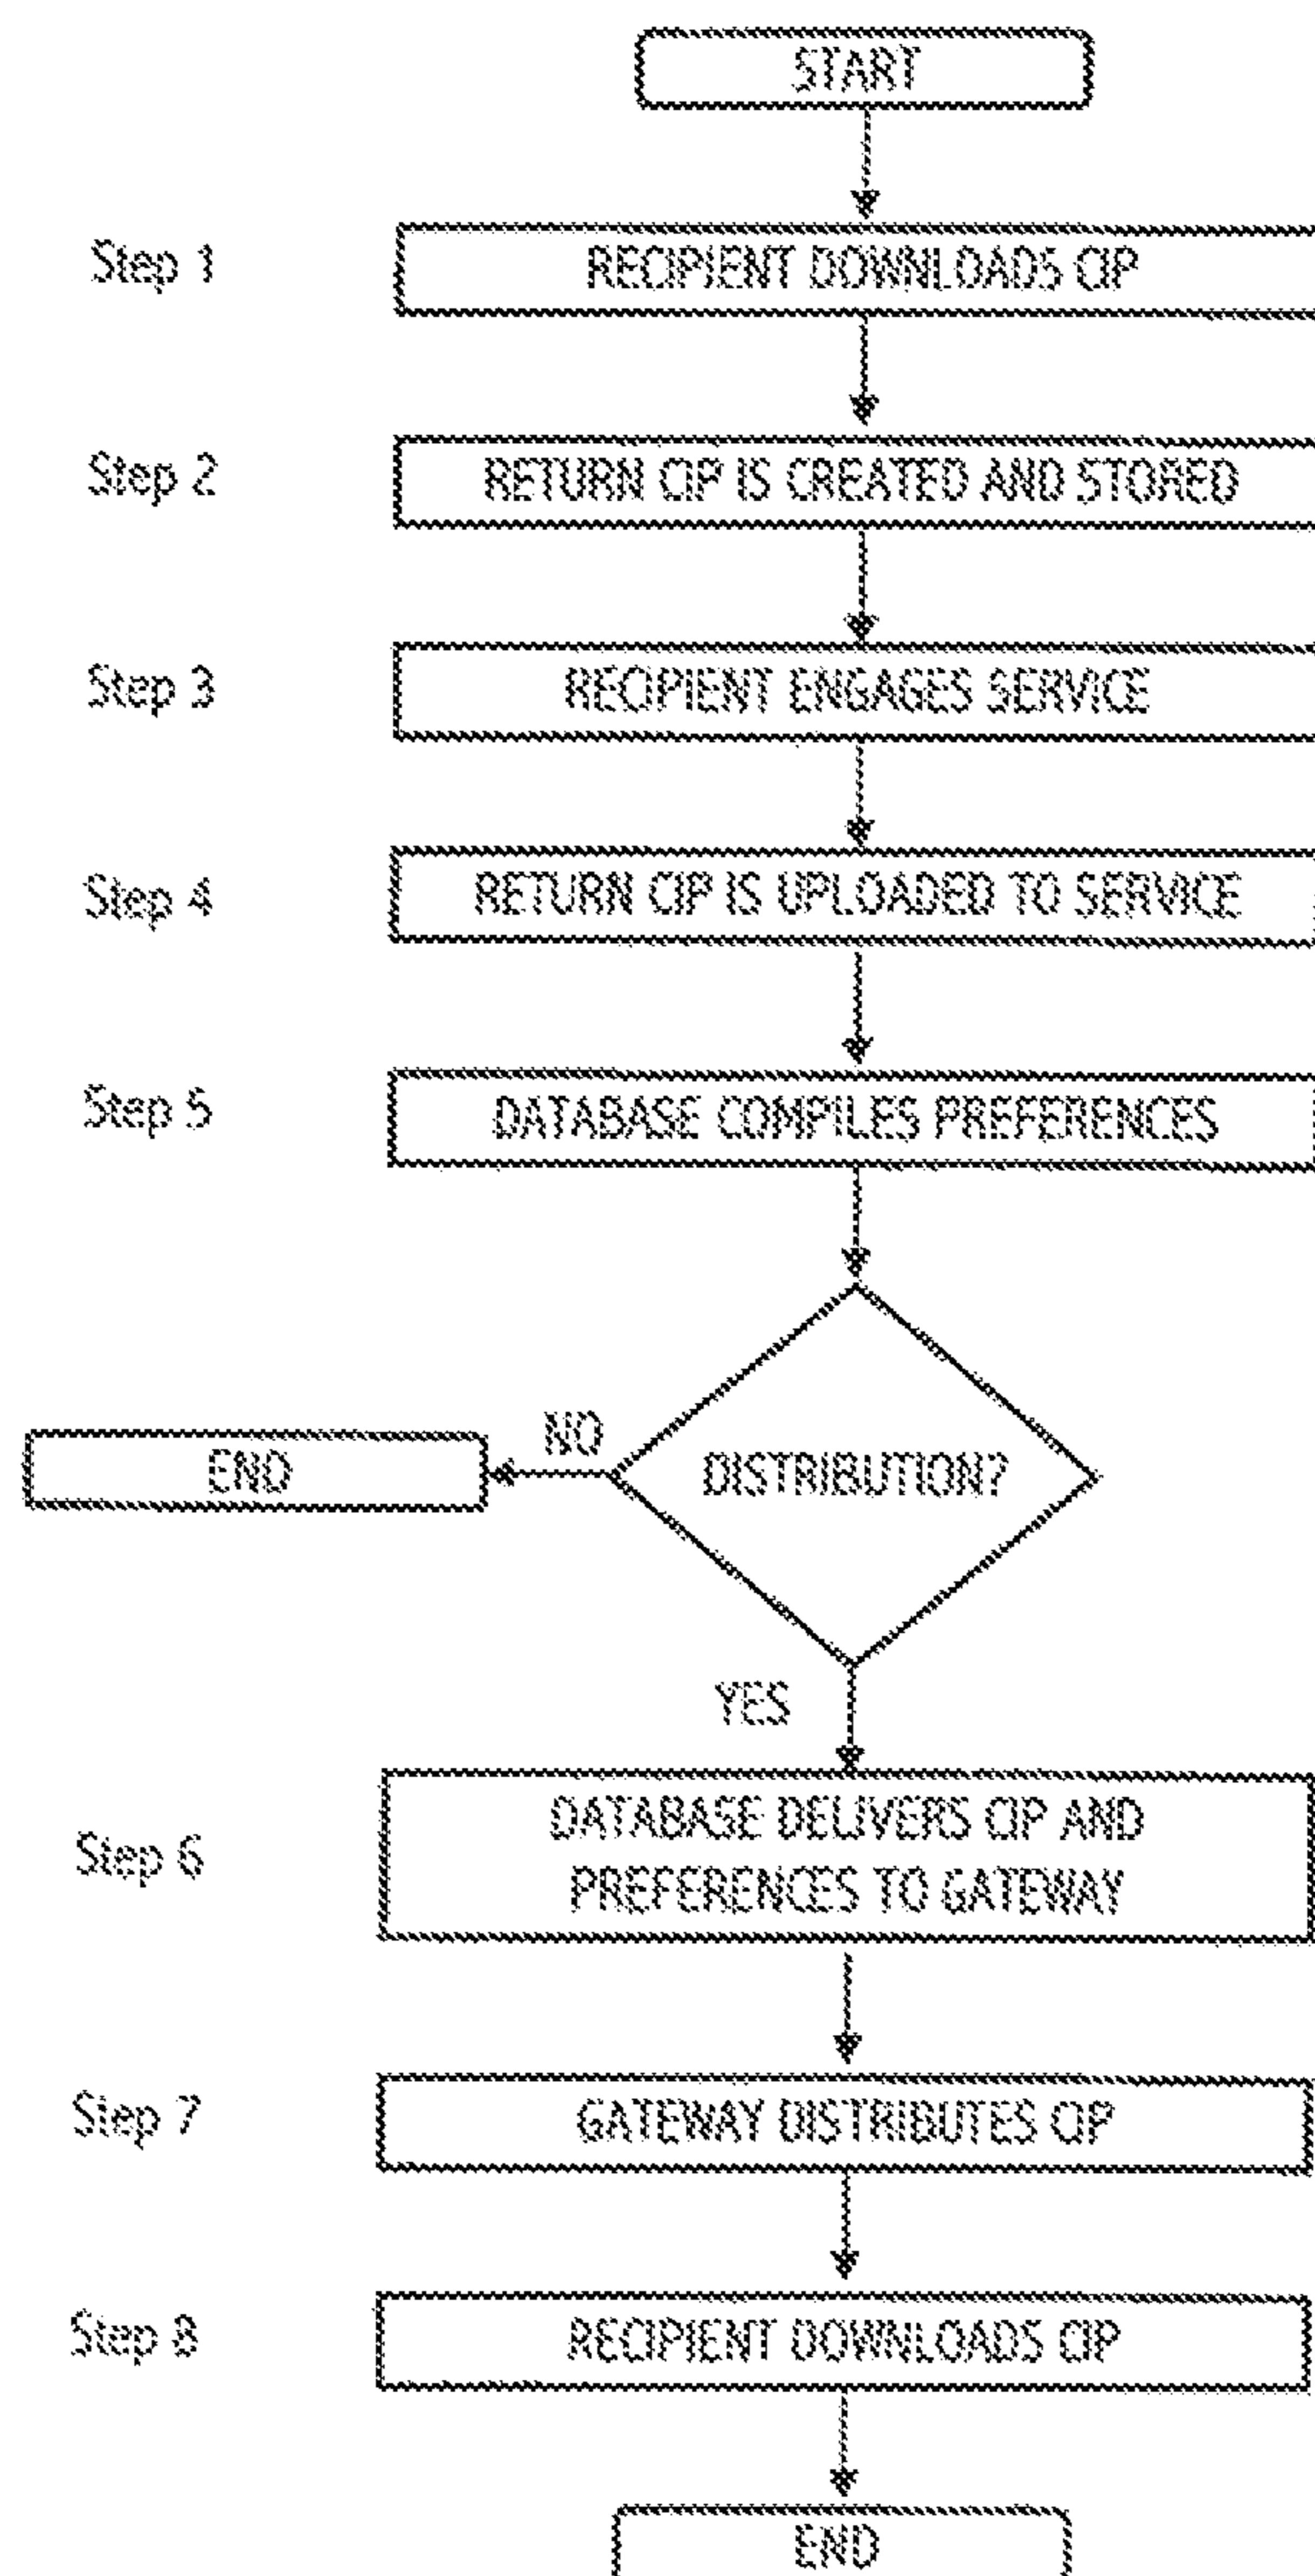 START
Step 1
RECIPIENT DOWNLOADS CIP
Step 2
RETURN CIP IS CREATED AND STORED
Step 3
RECIPIENT ENGAGES SERVICE
Step 4
RETURN CIP IS UPLOADED TO SERVICE
Step 5
DATABASE COMPILES PREFERENCES
DISTRIBUTION?
NO
END
YES
Step 6
DATABASE DELIVERS CIP AND
PREFERENCES TO GATEWAY
Step 7
GATEWAY DISTRIBUTES CIP
Step 8
RECIPIENT DOWNLOADS CIP
END